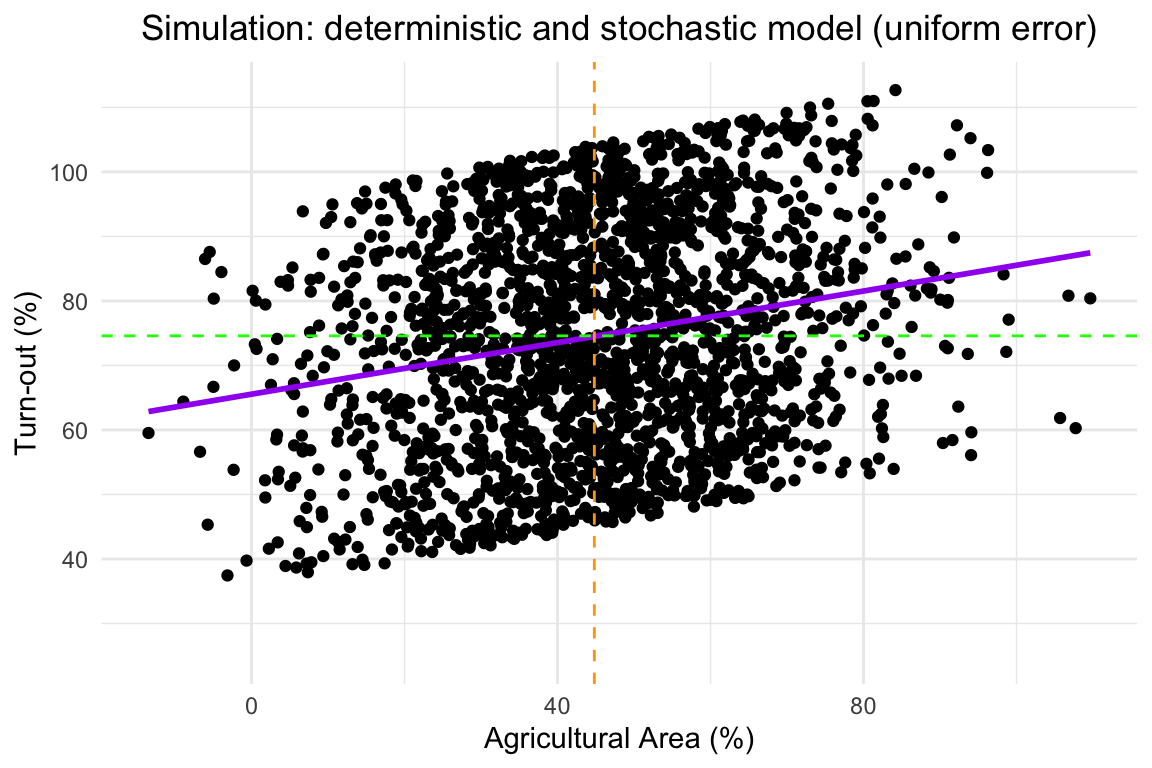 Simulation: deterministic and stochastic model (uniform error)
100
80
60
40
Turn-out (%)
0 40 80
Agricultural Area (%)